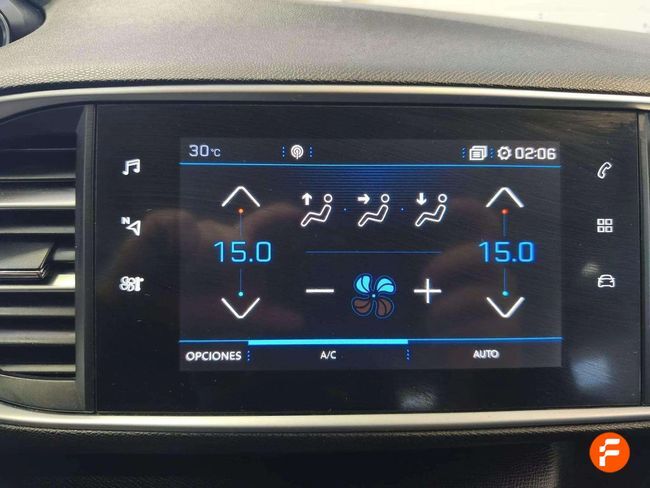 30°C 02:06
N
15.0 15.0
OPCIONES A/C AUTO